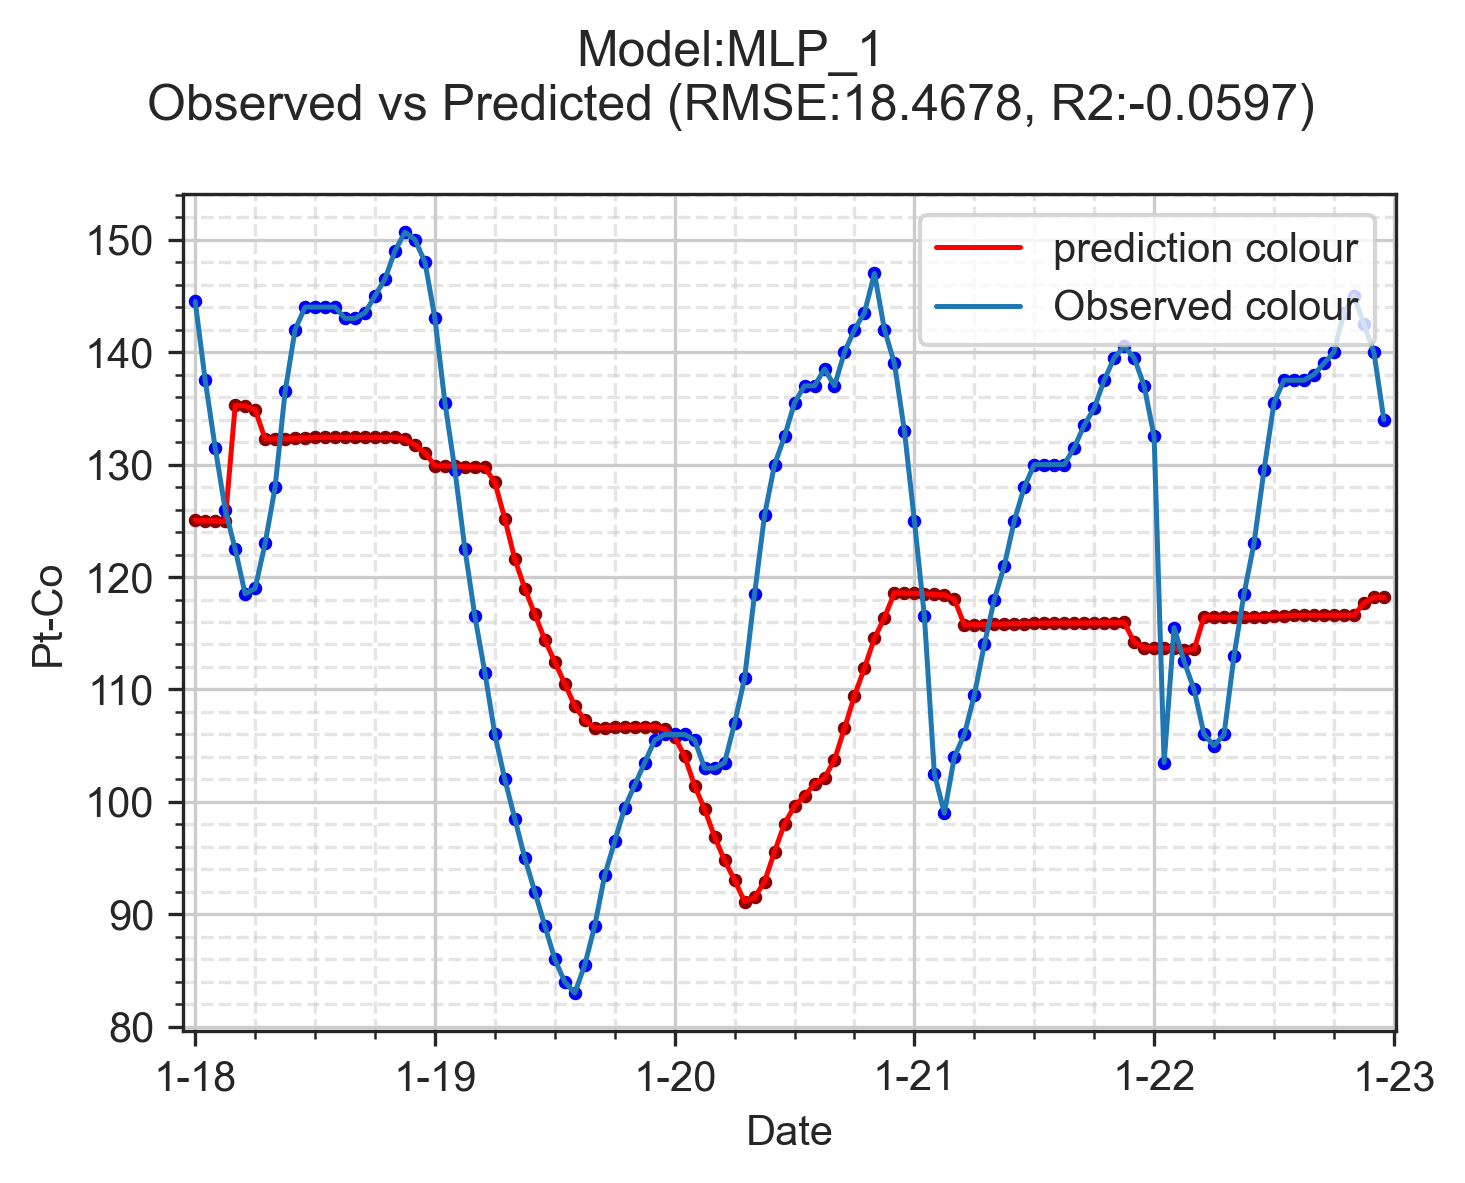 Model:MLP_1
Observed vs Predicted (RMSE:18.4678, R2:-0.0597)
prediction colour
Observed colour
150
140
130
120
110
100
90
80
Pt-Co
1-18
1-19
1-20
1-21
1-22
1-23
Date